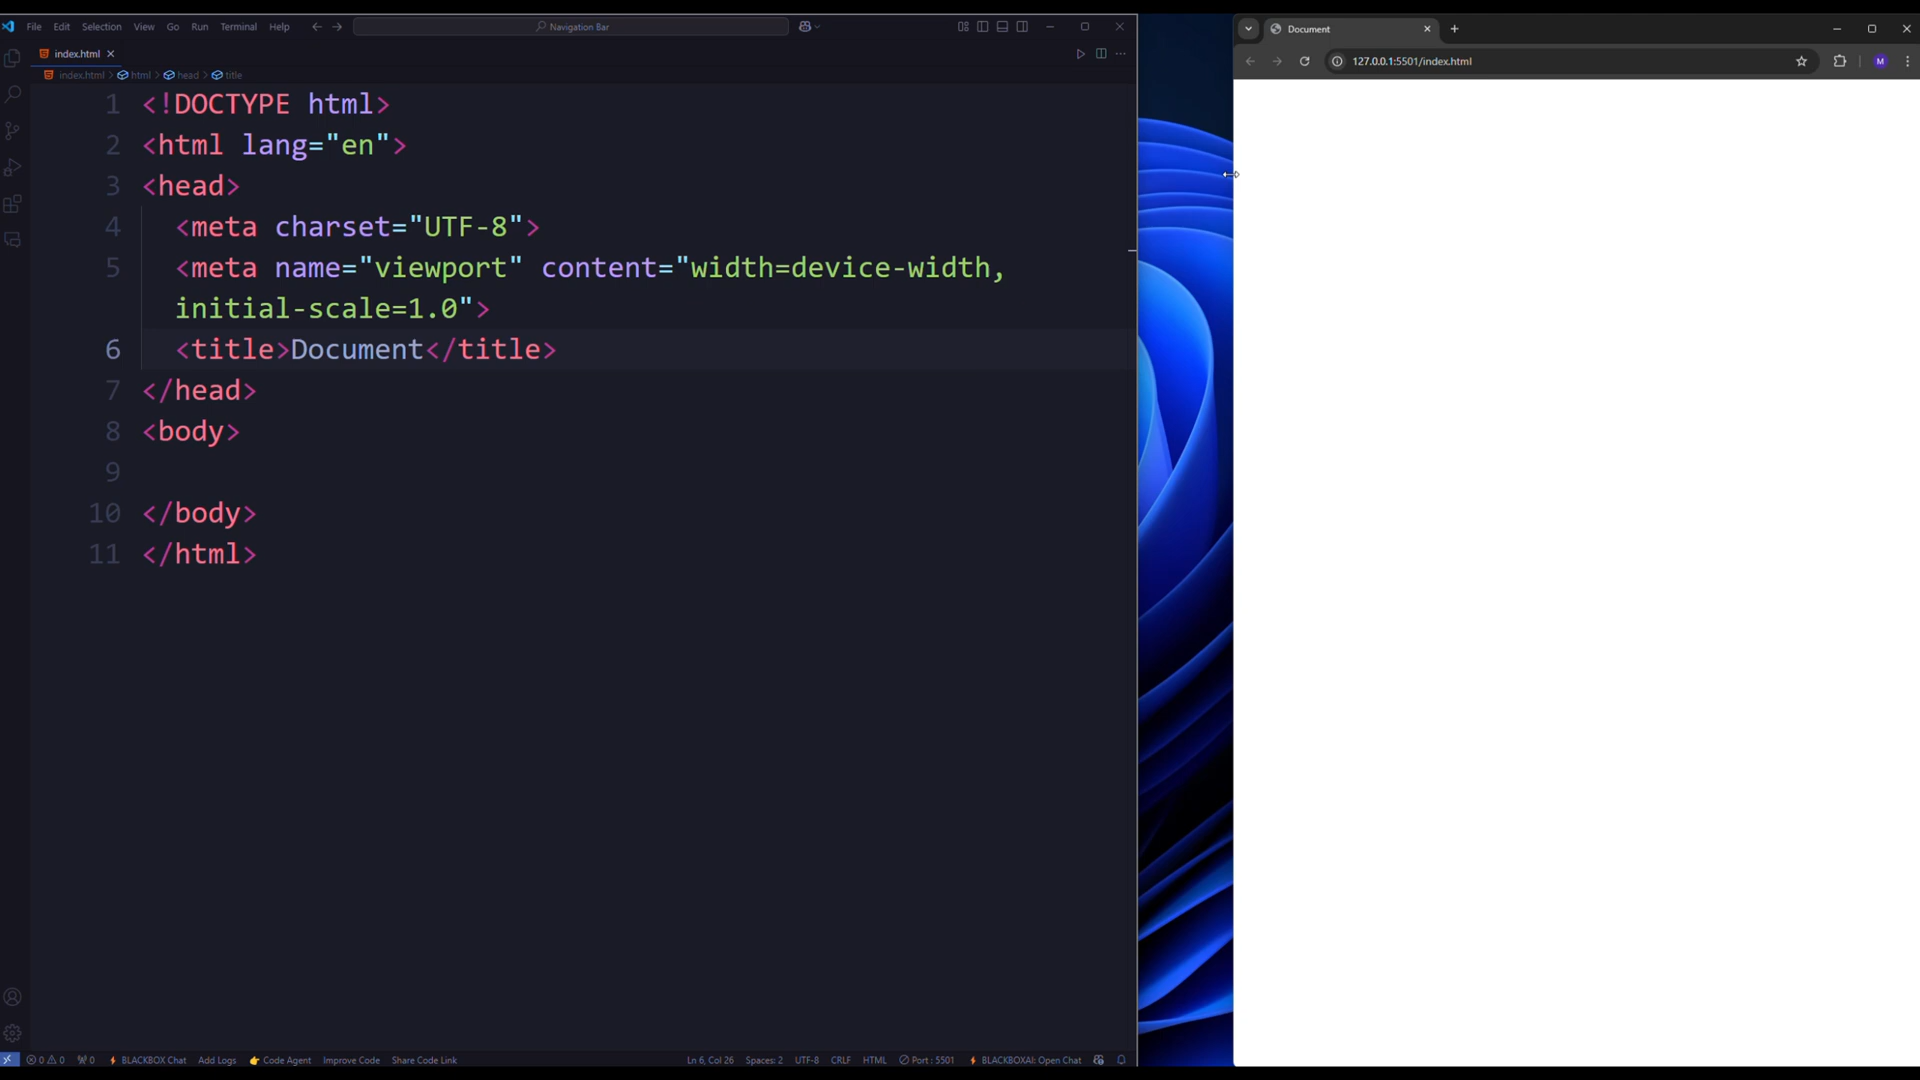 File Edit Selection View Go Run Terminal Help
Navigation Bar
index.html
index.html > html > head > title
1 <!DOCTYPE html>
2 <html lang="en">
3 <head>
4 <meta charset="UTF-8">
5 <meta name="viewport" content="width=device-width,
initial-scale=1.0">
6 <title>Document</title>
7 </head>
8 <body>
9
10 </body>
11 </html>
0 0 0 BLACKBOX Chat Add Logs 👉 Code Agent Improve Code Share Code Link
Ln 6, Col 26 Spaces: 2 UTF-8 CRLF HTML Port : 5501 BLACKBOXAI: Open Chat
Document
127.0.0.1:5501/index.html
M